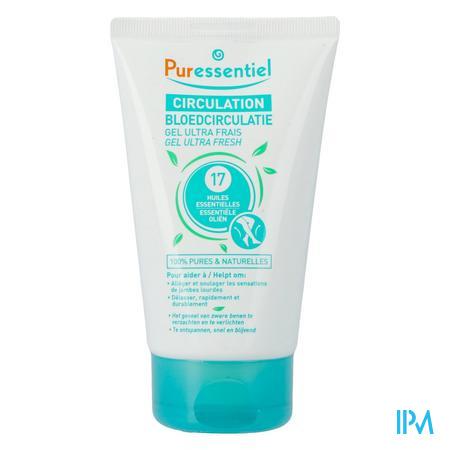 Puressentiel
CIRCULATION
BLOEDCIRCULATIE
GEL ULTRA FRAIS
GEL ULTRA FRESH
17
HUILES
ESSENTIELLES
ESSENTIËLE
OLIËN
100% PURES & NATURELLES
Pour aider à / Helpt om:
• Alléger et soulager les sensations
de jambes lourdes
• Délasser, rapidement et
durablement
• Het gevoel van zware benen te
verzachten en te verlichten
• Te ontspannen, snel en blijvend
IPM